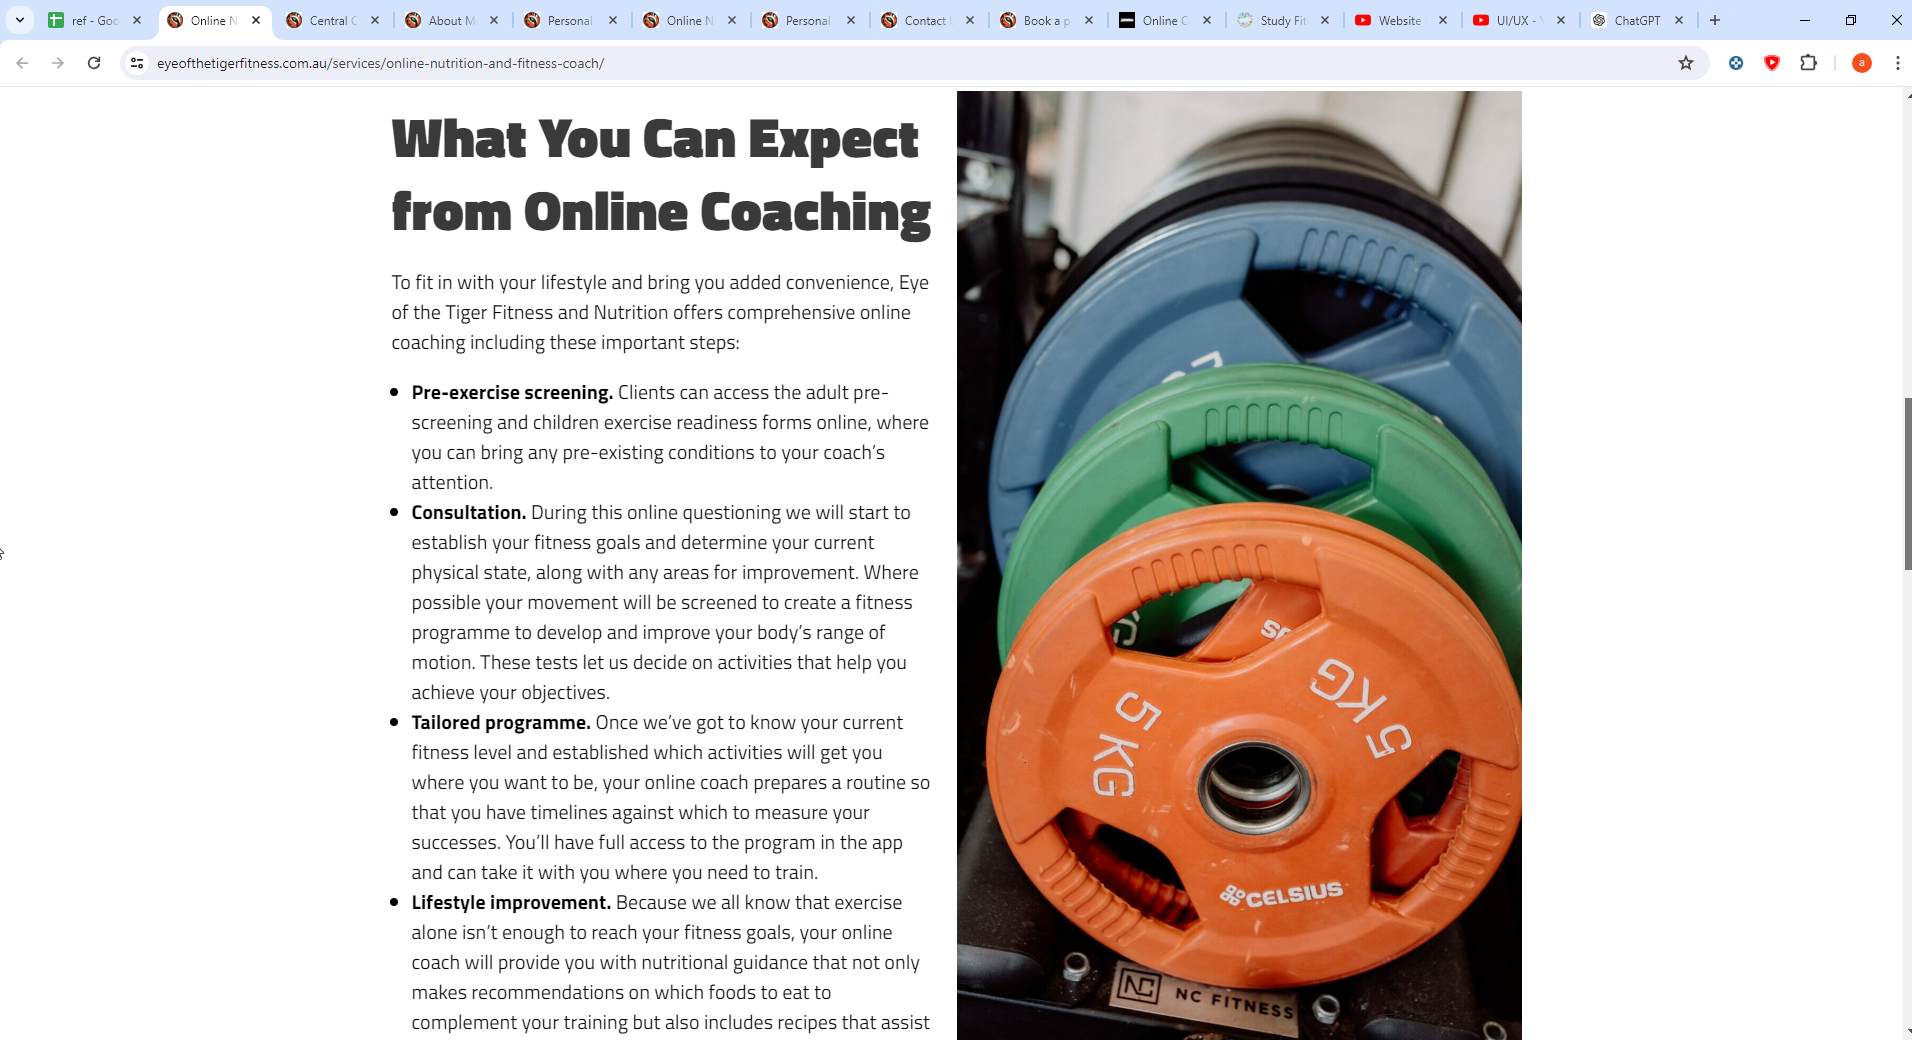 ref - Goo
Online N
Central C
About M
Personal
Online N
Personal
Contact
Book a p
Online C
Study Fit
Website
UI/UX -
ChatGPT
eyeofthetigerfitness.com.au/services/online-nutrition-and-fitness-coach/
a
What You Can Expect
from Online Coaching
To fit in with your lifestyle and bring you added convenience, Eye
of the Tiger Fitness and Nutrition offers comprehensive online
coaching including these important steps:
Pre-exercise screening. Clients can access the adult pre-
screening and children exercise readiness forms online, where
you can bring any pre-existing conditions to your coach’s
attention.
Consultation. During this online questioning we will start to
establish your fitness goals and determine your current
physical state, along with any areas for improvement. Where
possible your movement will be screened to create a fitness
programme to develop and improve your body’s range of
motion. These tests let us decide on activities that help you
achieve your objectives.
Tailored programme. Once we’ve got to know your current
fitness level and established which activities will get you
where you want to be, your online coach prepares a routine so
that you have timelines against which to measure your
successes. You’ll have full access to the program in the app
and can take it with you where you need to train.
Lifestyle improvement. Because we all know that exercise
alone isn’t enough to reach your fitness goals, your online
coach will provide you with nutritional guidance that not only
makes recommendations on which foods to eat to
complement your training but also includes recipes that assist
5 KG
5 KG
CELSIUS
NC NC FITNESS